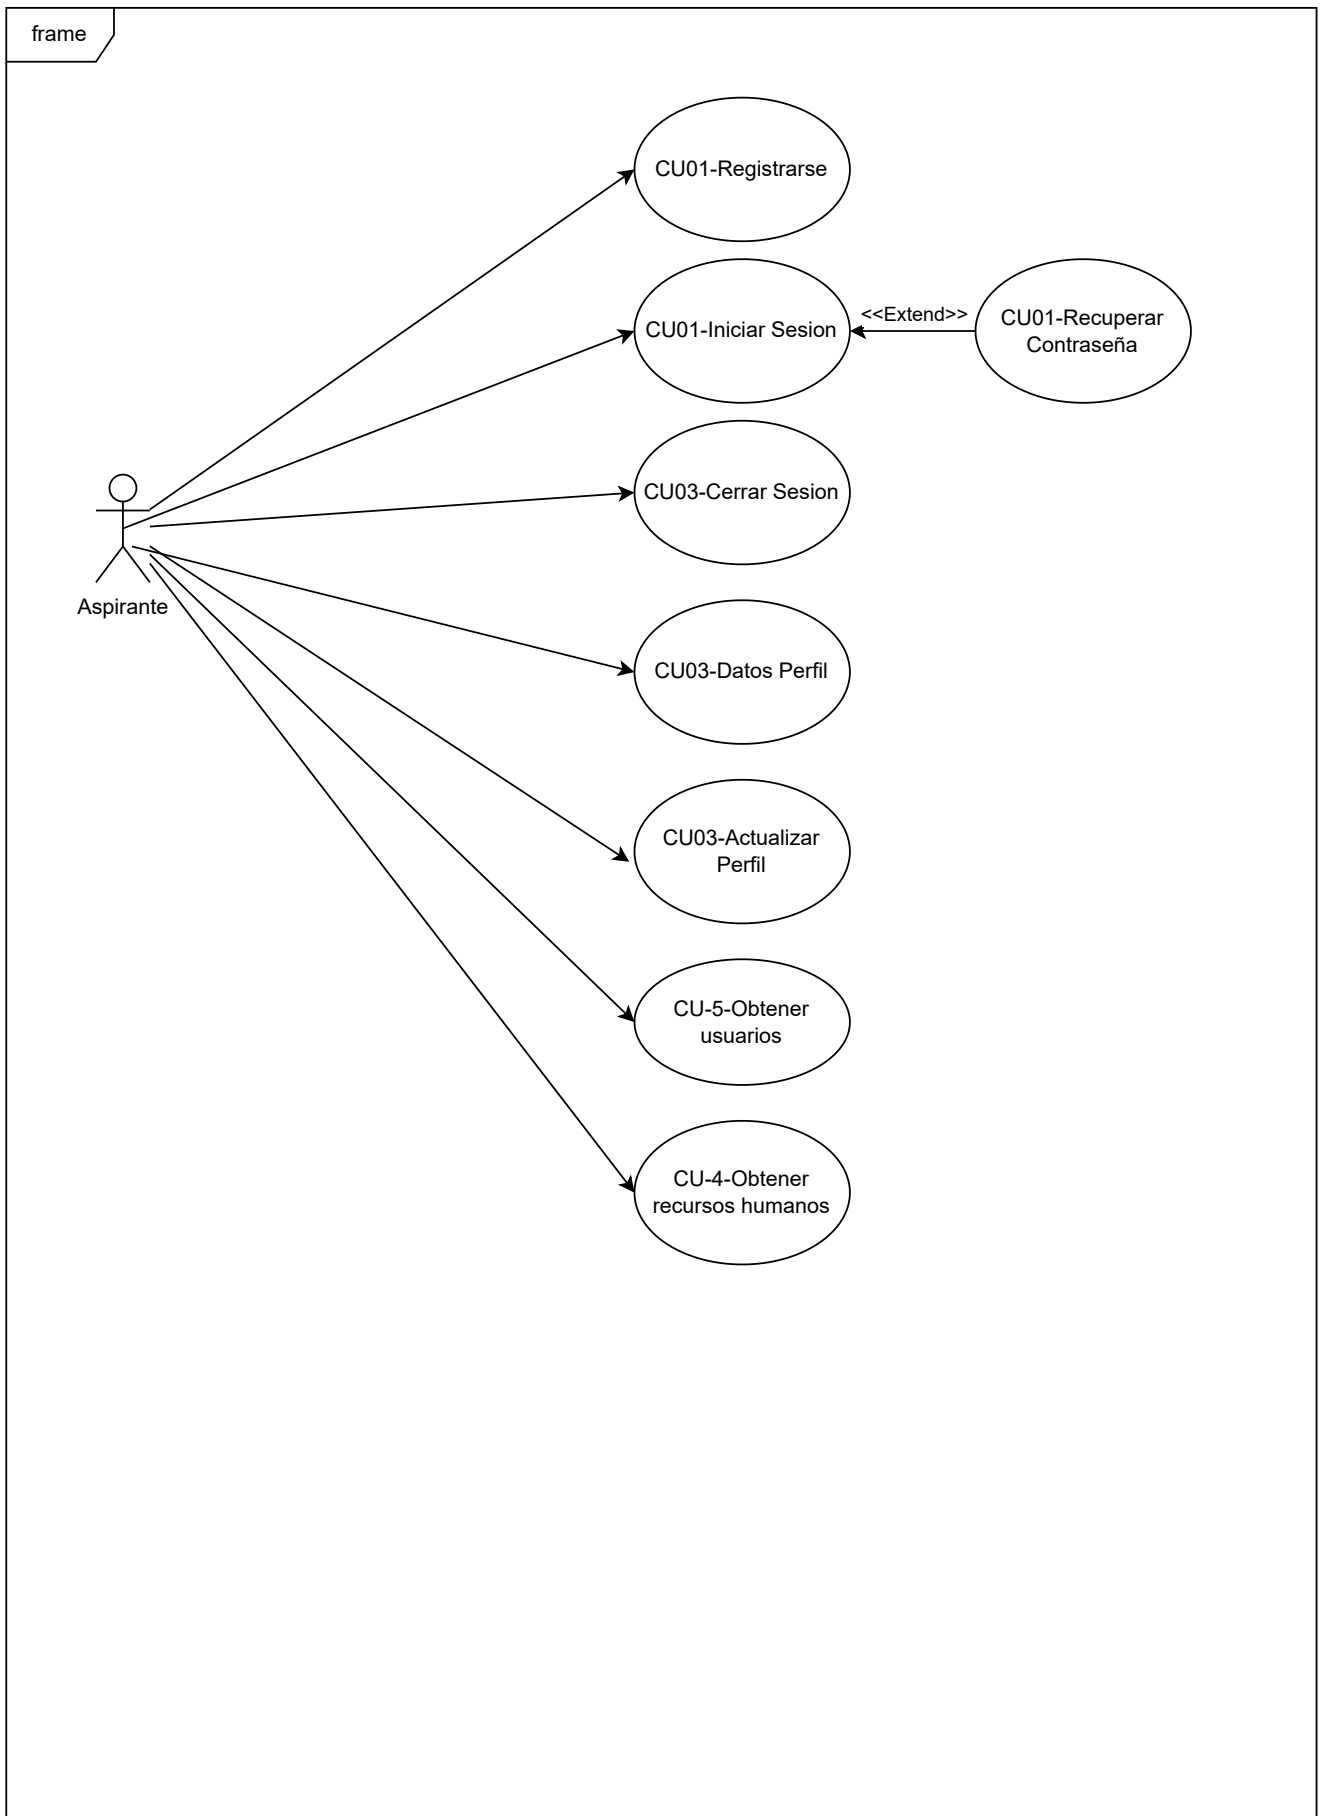 frame
CU01-Registrarse
CU01-Iniciar Sesion
<<Extend>>
CU01-Recuperar
Contraseña
CU03-Cerrar Sesion
Aspirante
CU03-Datos Perfil
CU03-Actualizar
Perfil
CU-5-Obtener
usuarios
CU-4-Obtener
recursos humanos